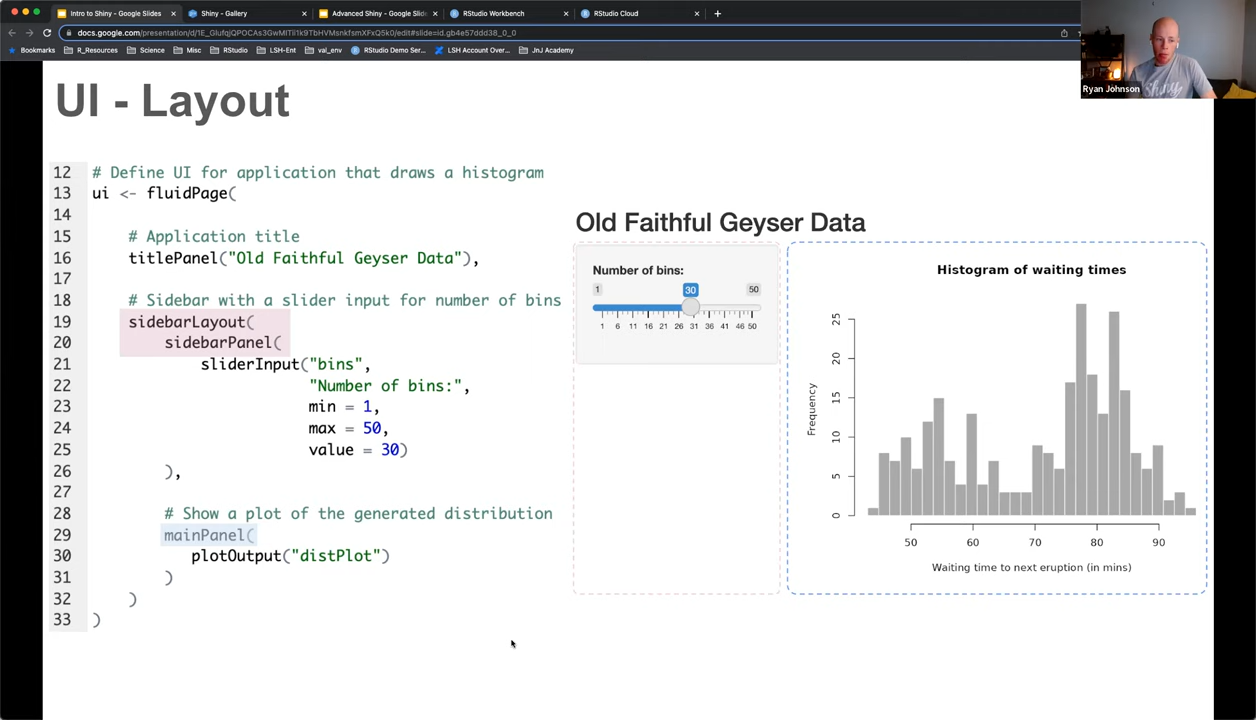 Intro to Shiny - Google Slides
Shiny - Gallery
Advanced Shiny - Google Slid
RStudio Workbench
RStudio Cloud
Bookmarks
R_Resources
Science
Misc
RStudio
LSH-Ent
val_env
RStudio Demo Ser...
LSH Account Over...
JnJ Academy
Ryan Johnson
UI - Layout
12 # Define UI for application that draws a histogram
13 ui <- fluidPage(
14
15 # Application title
16 titlePanel("Old Faithful Geyser Data"),
17
18 # Sidebar with a slider input for number of bins
19 sidebarLayout(
20 sidebarPanel(
21 sliderInput("bins",
22 "Number of bins:",
23 min = 1,
24 max = 50,
25 value = 30)
26 ),
27
28 # Show a plot of the generated distribution
29 mainPanel(
30 plotOutput("distPlot")
31 )
32 )
33 )
Old Faithful Geyser Data
Number of bins:
1 30 50
1 6 11 16 21 26 31 36 41 46 50
Histogram of waiting times
Frequency
25
20
15
10
5
0
50 60 70 80 90
Waiting time to next eruption (in mins)